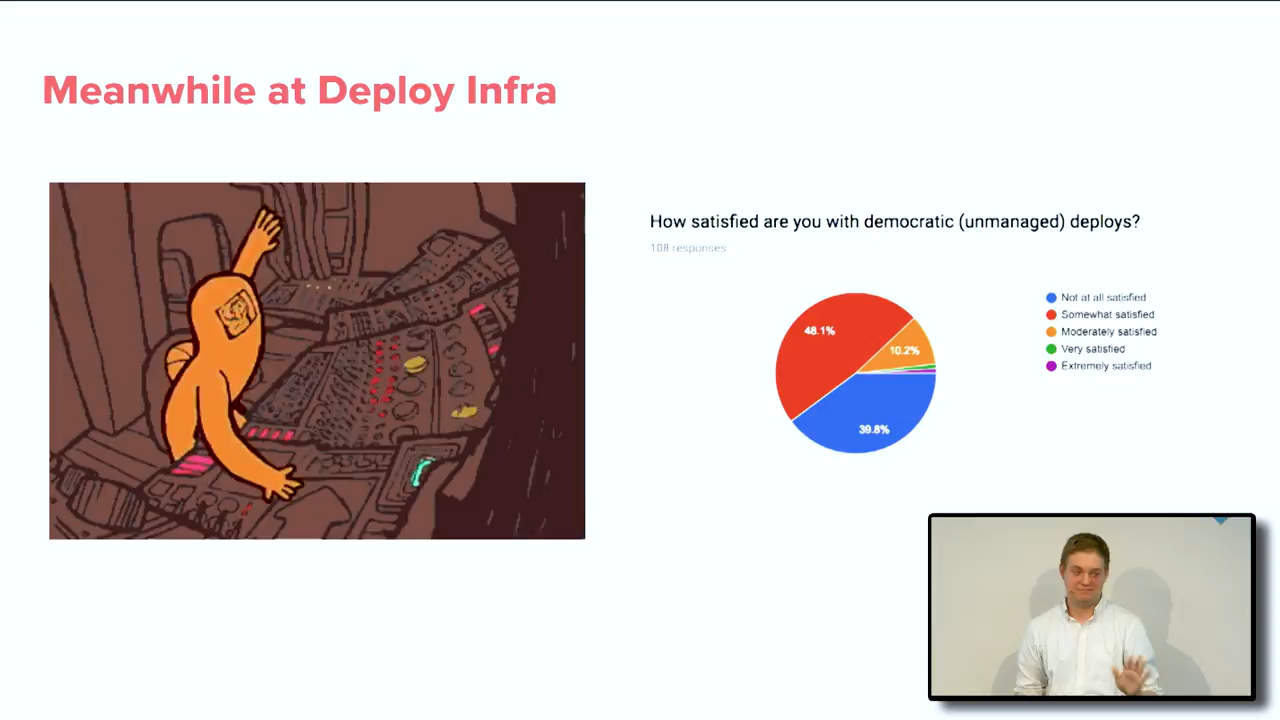 Meanwhile at Deploy Infra
How satisfied are you with democratic (unmanaged) deploys?
108 responses
48.1%
10.2%
39.8%
Not at all satisfied
Somewhat satisfied
Moderately satisfied
Very satisfied
Extremely satisfied